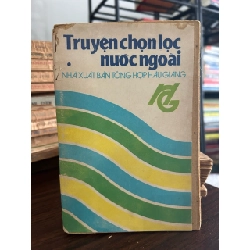 Truyện chọn lọc
nước ngoài
NHÀ XUẤT BẢN TỔNG HỢP HẬU GIANG